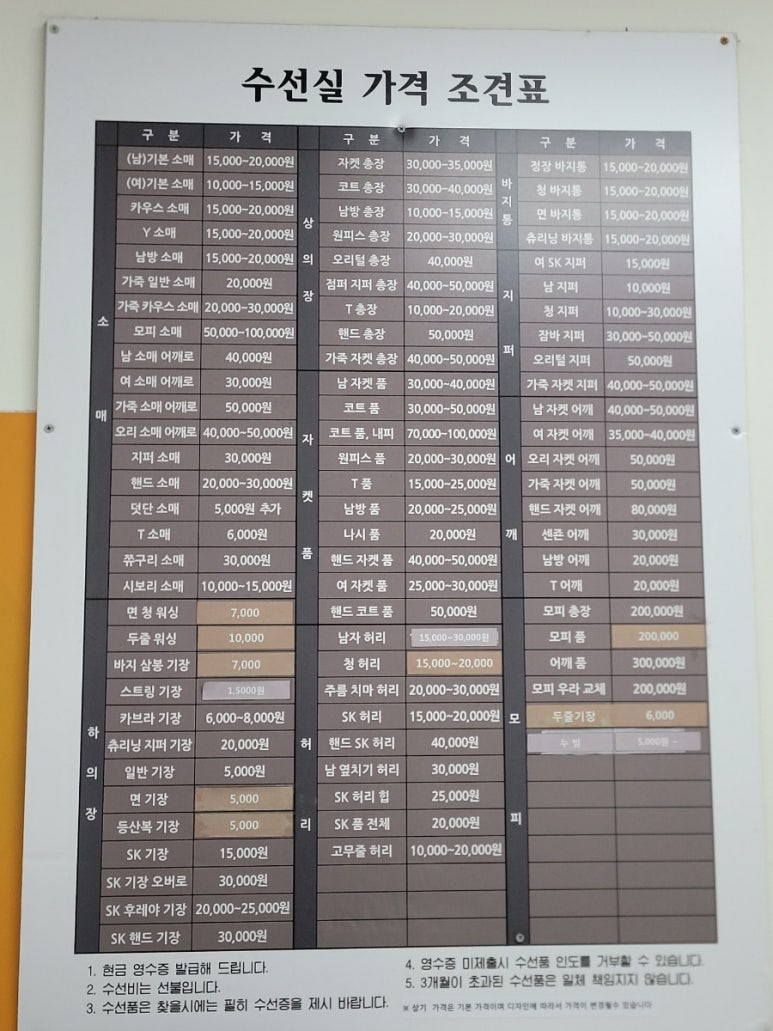 수선실 가격 조견표
구 분 가 격 구 분 가 격 구 분 가 격
소매
(남)기본 소매 15,000~20,000원
(여)기본 소매 10,000~15,000원
카우스 소매 15,000~20,000원
Y 소매 15,000~20,000원
남방 소매 15,000~20,000원
가죽 일반 소매 20,000원
가죽 카우스 소매 20,000~30,000원
모피 소매 50,000~100,000원
남 소매 어깨로 40,000원
여 소매 어깨로 30,000원
가죽 소매 어깨로 50,000원
오리 소매 어깨로 40,000~50,000원
지퍼 소매 30,000원
핸드 소매 20,000~30,000원
덧단 소매 5,000원 추가
T 소매 6,000원
쮸구리 소매 30,000원
시보리 소매 10,000~15,000원
하의장
면 청 워싱 7,000
두줄 워싱 10,000
바지 삼봉 기장 7,000
스트링 기장 1,5000원
카브라 기장 6,000~8,000원
츄리닝 지퍼 기장 20,000원
일반 기장 5,000원
면 기장 5,000
등산복 기장 5,000
SK 기장 15,000원
SK 기장 오버로 30,000원
SK 후레아 기장 20,000~25,000원
SK 핸드 기장 30,000원
상의장
자켓 총장 30,000~35,000원
코트 총장 30,000~40,000원
남방 총장 10,000~15,000원
원피스 총장 20,000~30,000원
오리털 총장 40,000원
점퍼 지퍼 총장 40,000~50,000원
T 총장 10,000~20,000원
핸드 총장 50,000원
가죽 자켓 총장 40,000~50,000원
자켓품
남 자켓 품 30,000~40,000원
코트 품 30,000~50,000원
코트 품, 내피 70,000~100,000원
원피스 품 20,000~30,000원
T 품 15,000~25,000원
남방 품 20,000~25,000원
나시 품 20,000원
핸드 자켓 품 40,000~50,000원
여 자켓 품 25,000~30,000원
핸드 코트 품 50,000원
허리
남자 허리 15,000~30,000원
청 허리 15,000~20,000
주름 치마 허리 20,000~30,000원
SK 허리 15,000~20,000원
핸드 SK 허리 40,000원
남 옆치기 허리 30,000원
SK 허리 힙 25,000원
SK 품 전체 20,000원
고무줄 허리 10,000~20,000원
바지통
정장 바지통 15,000~20,000원
청 바지통 15,000~20,000원
면 바지통 15,000~20,000원
츄리닝 바지통 15,000~20,000원
지퍼
여 SK 지퍼 15,000원
남 지퍼 10,000원
청 지퍼 10,000~30,000원
잠바 지퍼 30,000~50,000원
오리털 지퍼 50,000원
가죽 자켓 지퍼 40,000~50,000원
어깨
남 자켓 어깨 40,000~50,000원
여 자켓 어깨 35,000~40,000원
오리 자켓 어깨 50,000원
가죽 자켓 어깨 50,000원
핸드 자켓 어깨 80,000원
센존 어깨 30,000원
남방 어깨 20,000원
T 어깨 20,000원
모피
모피 총장 200,000원
모피 품 200,000
어깨 품 300,000원
모피 우라 교체 200,000원
두줄기장 6,000
누 빔 5,000원 ~
1. 현금 영수증 발급해 드립니다.
2. 수선비는 선불입니다.
3. 수선품은 찾을시에는 필히 수선증을 제시 바랍니다.
4. 영수증 미제출시 수선품 인도를 거부할 수 있습니다.
5. 3개월이 초과된 수선품은 일체 책임지지 않습니다.
※ 상기 가격은 기본 가격이며 디자인에 따라서 가격이 변경될수 있습니다